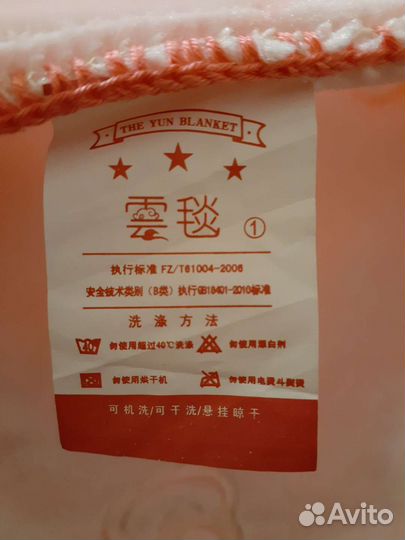 THE YUN BLANKET
雲毯 ①
执行标准 FZ/T61004-2006
安全技术类别（B类）执行GB18401-2010标准
洗涤方法
勿使用超过40℃洗涤 勿使用漂白剂
勿使用烘干机 勿使用电熨斗熨烫
可机洗/可干洗/悬挂晾干
Avito